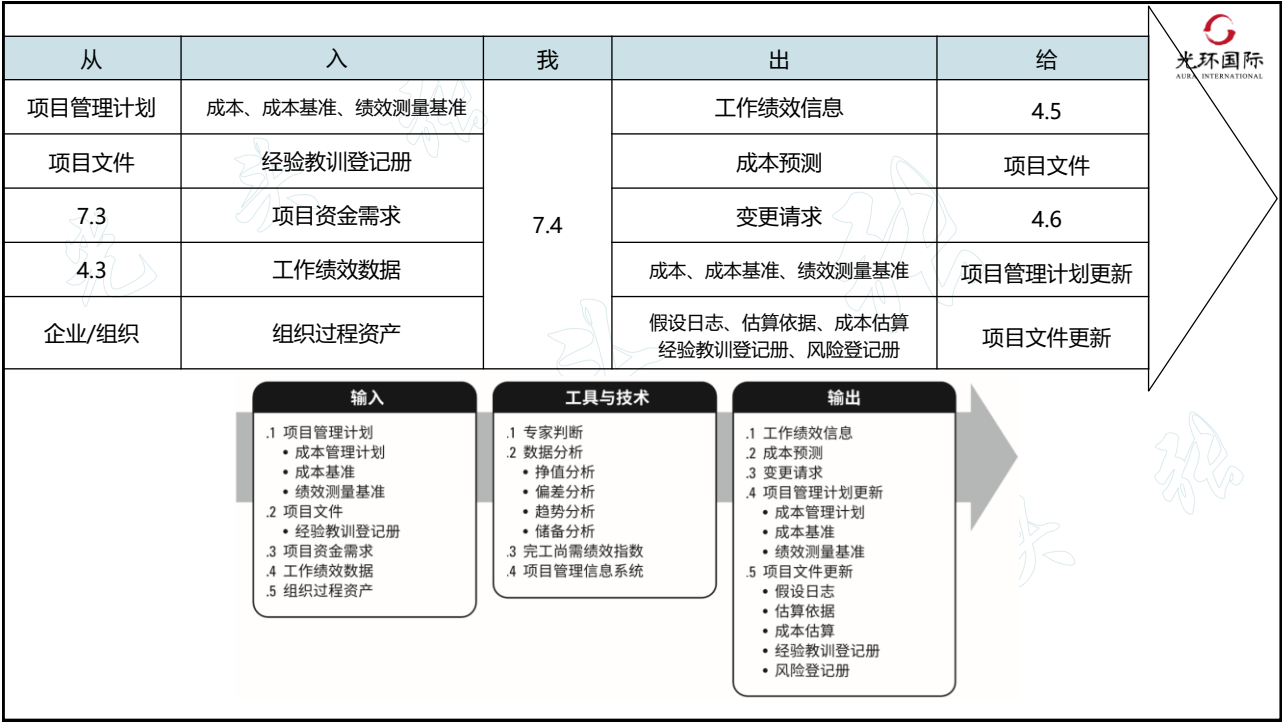 光环国际
AURA INTERNATIONAL
从 入 我 出 给
项目管理计划 成本、成本基准、绩效测量基准 工作绩效信息 4.5
项目文件 经验教训登记册 成本预测 项目文件
7.3 项目资金需求 7.4 变更请求 4.6
4.3 工作绩效数据 成本、成本基准、绩效测量基准 项目管理计划更新
企业/组织 组织过程资产 假设日志、估算依据、成本估算
经验教训登记册、风险登记册 项目文件更新
输入
.1 项目管理计划
• 成本管理计划
• 成本基准
• 绩效测量基准
.2 项目文件
• 经验教训登记册
.3 项目资金需求
.4 工作绩效数据
.5 组织过程资产
工具与技术
.1 专家判断
.2 数据分析
• 挣值分析
• 偏差分析
• 趋势分析
• 储备分析
.3 完工尚需绩效指数
.4 项目管理信息系统
输出
.1 工作绩效信息
.2 成本预测
.3 变更请求
.4 项目管理计划更新
• 成本管理计划
• 成本基准
• 绩效测量基准
.5 项目文件更新
• 假设日志
• 估算依据
• 成本估算
• 经验教训登记册
• 风险登记册